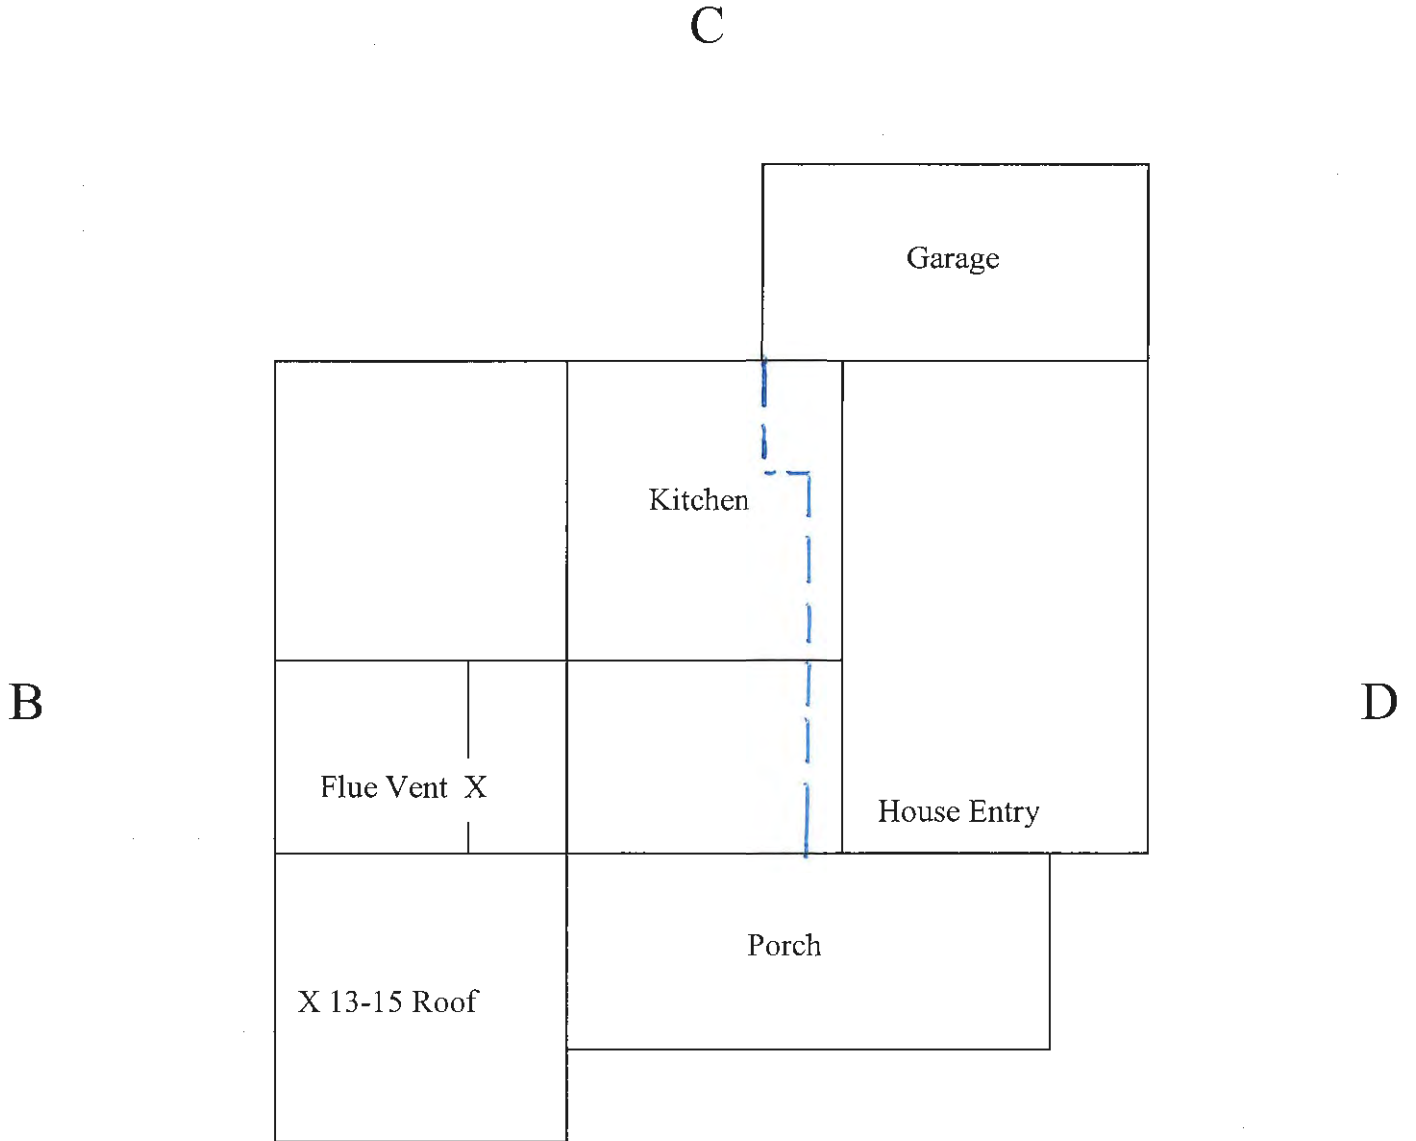 C
Garage
Kitchen
B
D
Flue Vent X
House Entry
Porch
X 13-15 Roof